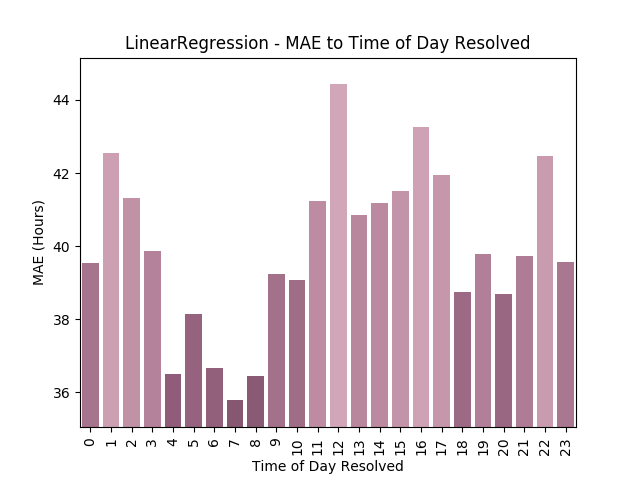 LinearRegression - MAE to Time of Day Resolved
44
42
40
38
36
MAE (Hours)
0 1 2 3 4 5 6 7 8 9 10 11 12 13 14 15 16 17 18 19 20 21 22 23
Time of Day Resolved